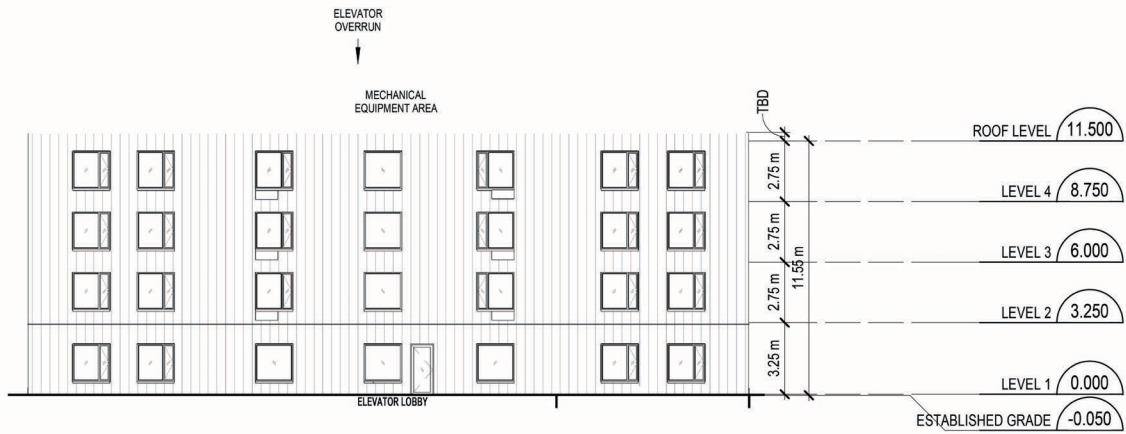 ELEVATOR
OVERRUN
MECHANICAL
EQUIPMENT AREA
TBD
ROOF LEVEL 11.500
2.75 m
LEVEL 4 8.750
2.75 m
11.55 m
LEVEL 3 6.000
2.75 m
LEVEL 2 3.250
3.25 m
LEVEL 1 0.000
ELEVATOR LOBBY
ESTABLISHED GRADE -0.050